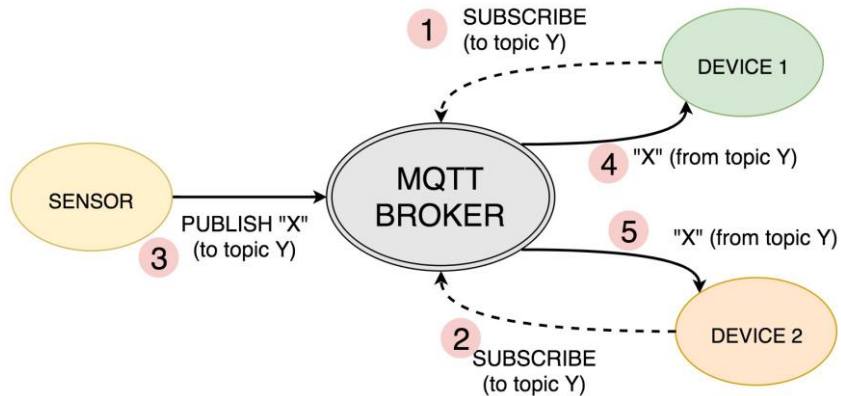 1
SUBSCRIBE
(to topic Y)
DEVICE 1
4
"X" (from topic Y)
MQTT
BROKER
SENSOR
PUBLISH "X"
(to topic Y)
3
5
"X" (from topic Y)
2
SUBSCRIBE
(to topic Y)
DEVICE 2